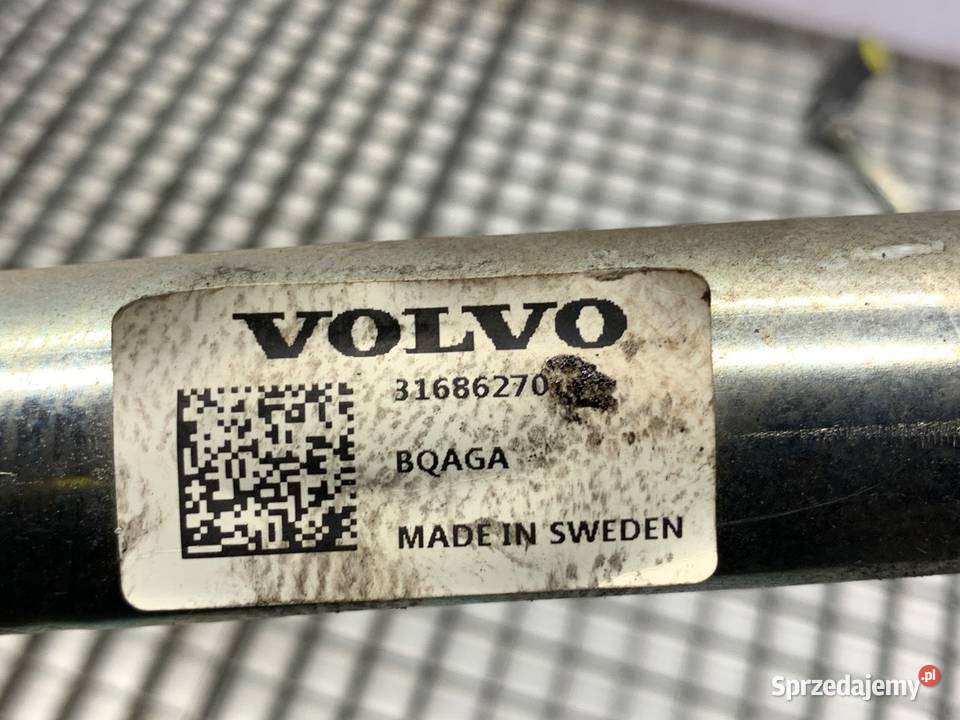 VOLVO
31686270
BQAGA
MADE IN SWEDEN
Sprzedajemy.pl